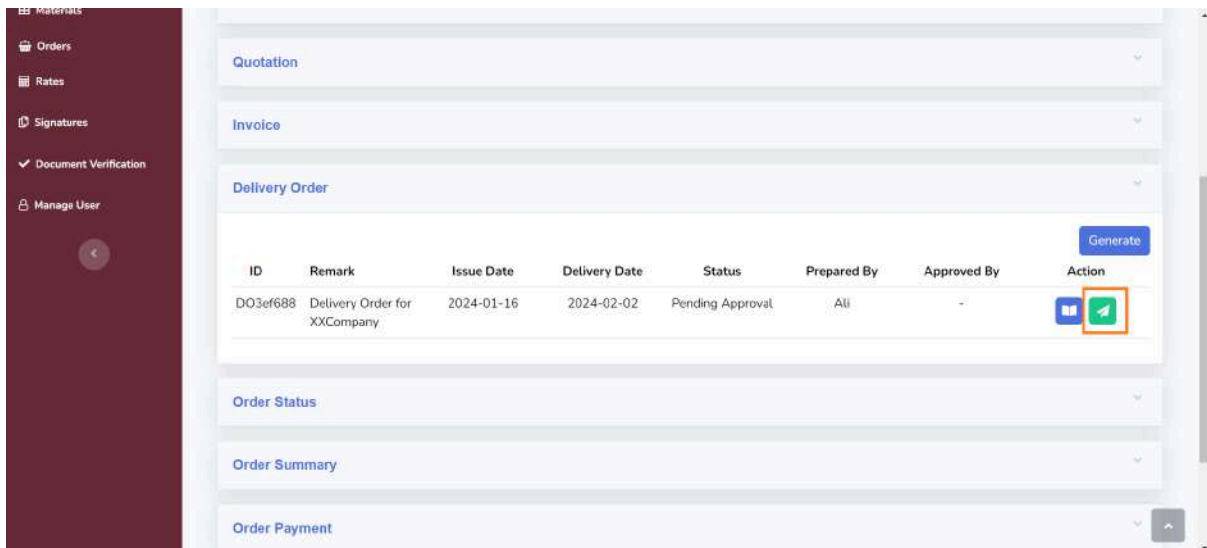 Materials
Orders
Rates
Signatures
Document Verification
Manage User
Quotation
Invoice
Delivery Order
Generate
ID Remark Issue Date Delivery Date Status Prepared By Approved By Action
DO3ef688 Delivery Order for 2024-01-16 2024-02-02 Pending Approval Ali -
XXCompany
Order Status
Order Summary
Order Payment